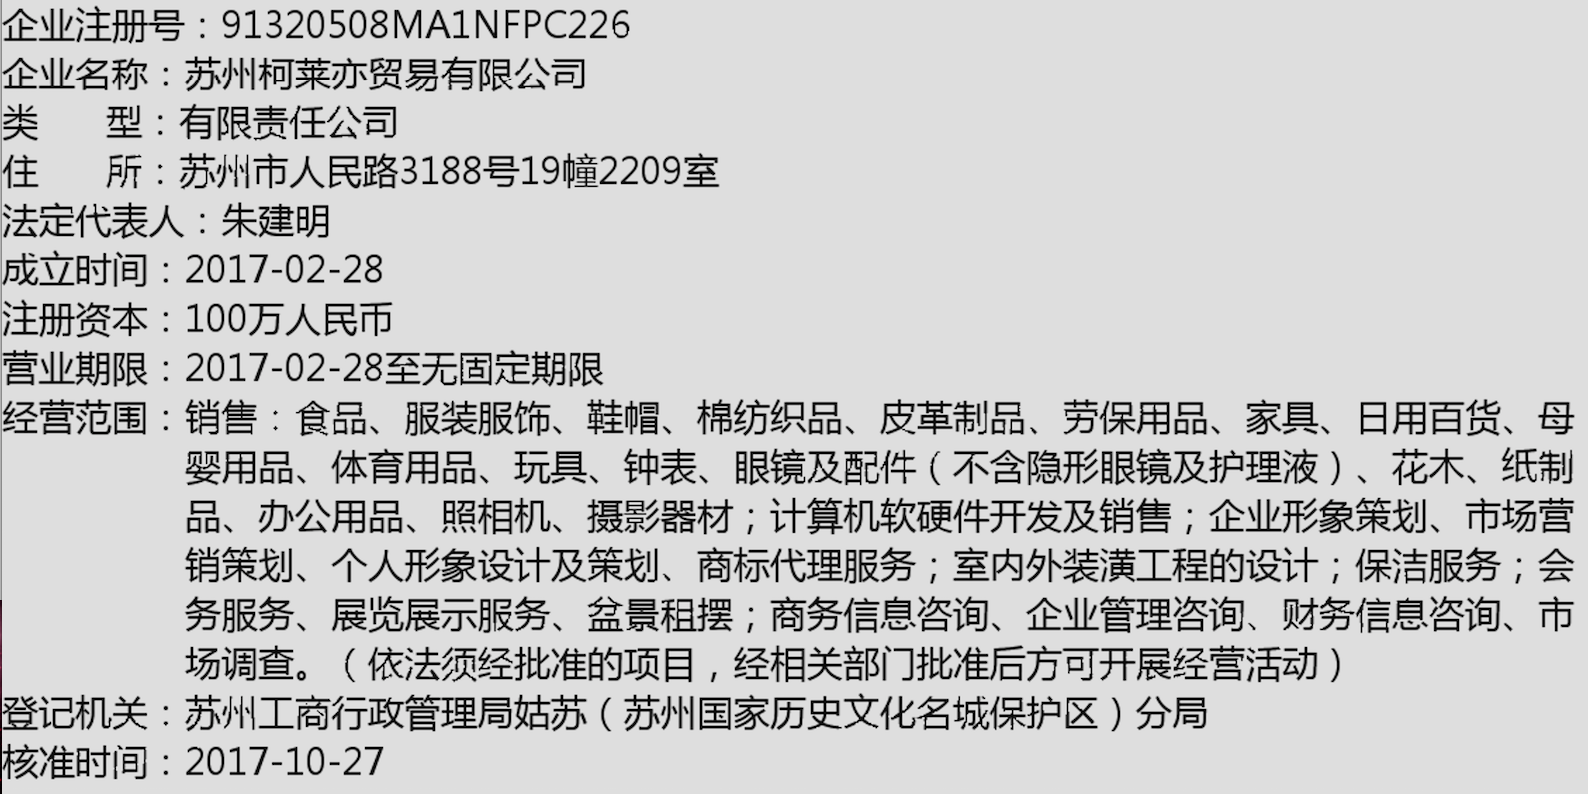 企业注册号：91320508MA1NFPC226
企业名称：苏州柯莱亦贸易有限公司
类　　型：有限责任公司
住　　所：苏州市人民路3188号19幢2209室
法定代表人：朱建明
成立时间：2017-02-28
注册资本：100万人民币
营业期限：2017-02-28至无固定期限
经营范围：销售：食品、服装服饰、鞋帽、棉纺织品、皮革制品、劳保用品、家具、日用百货、母
婴用品、体育用品、玩具、钟表、眼镜及配件（不含隐形眼镜及护理液）、花木、纸制
品、办公用品、照相机、摄影器材；计算机软硬件开发及销售；企业形象策划、市场营
销策划、个人形象设计及策划、商标代理服务；室内外装潢工程的设计；保洁服务；会
务服务、展览展示服务、盆景租摆；商务信息咨询、企业管理咨询、财务信息咨询、市
场调查。（依法须经批准的项目，经相关部门批准后方可开展经营活动）
登记机关：苏州工商行政管理局姑苏（苏州国家历史文化名城保护区）分局
核准时间：2017-10-27